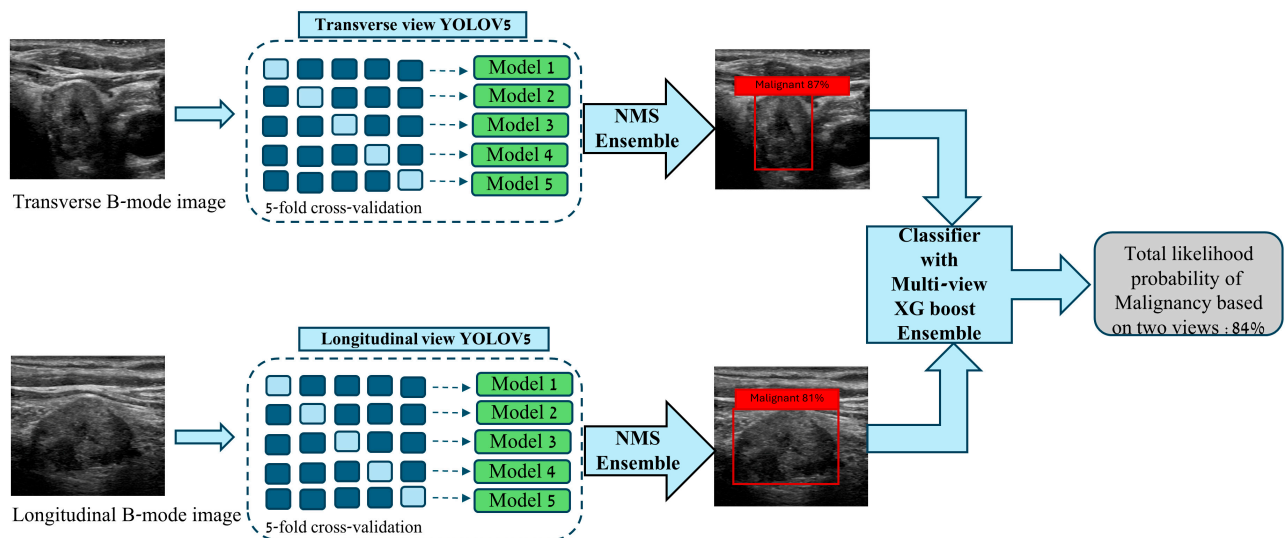 Transverse view YOLOV5
Model 1
Model 2
Model 3
Model 4
Model 5
5-fold cross-validation
Transverse B-mode image
NMS
Ensemble
Malignant 87%
Classifier
with
Multi-view
XG boost
Ensemble
Total likelihood
probability of
Malignancy based
on two views : 84%
Longitudinal view YOLOV5
Model 1
Model 2
Model 3
Model 4
Model 5
5-fold cross-validation
Longitudinal B-mode image
NMS
Ensemble
Malignant 81%